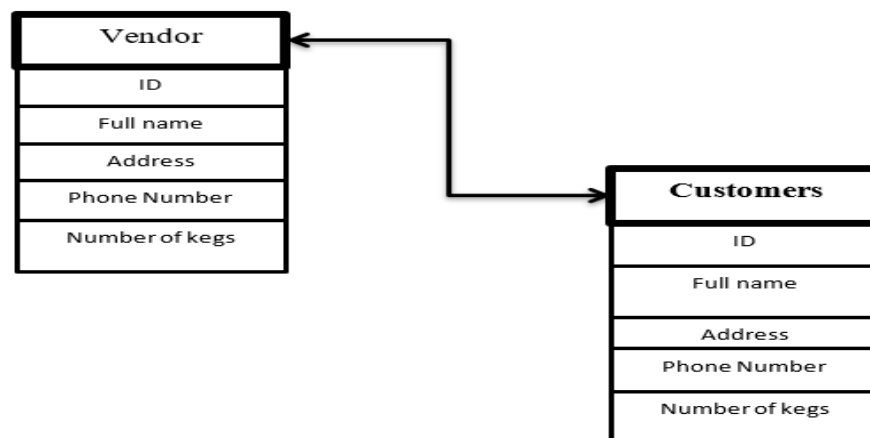 Vendor
ID
Full name
Address
Phone Number
Number of kegs
Customers
ID
Full name
Address
Phone Number
Number of kegs